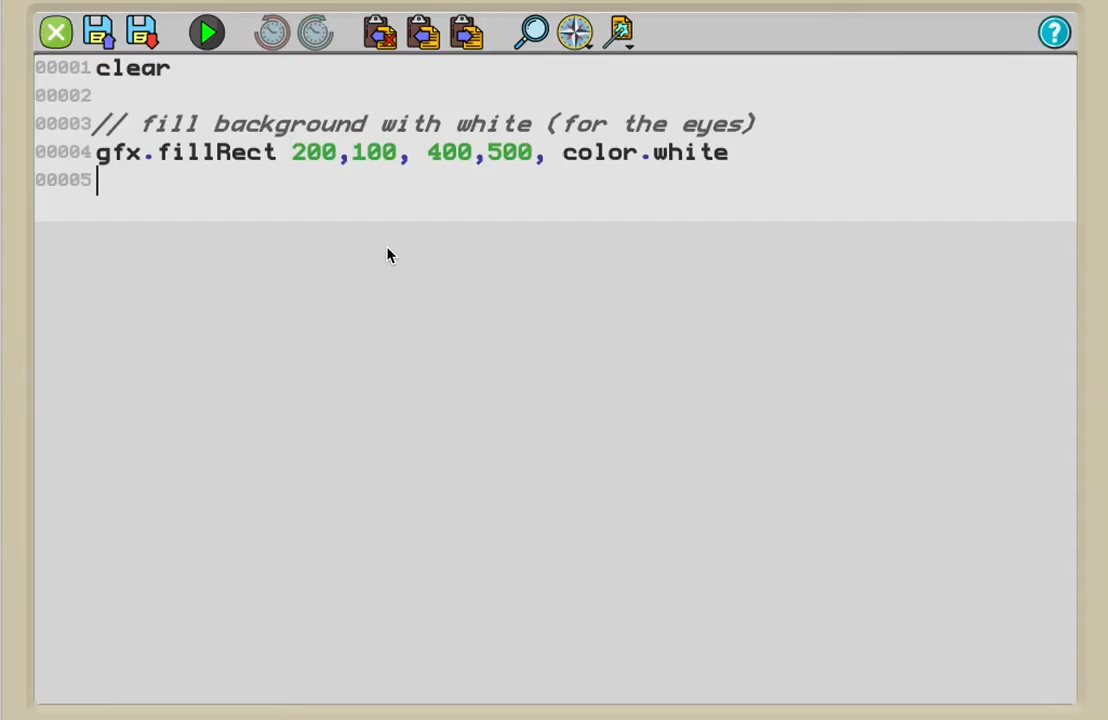 00001 clear
00002
00003 // fill background with white (for the eyes)
00004 gfx.fillRect 200,100, 400,500, color.white
00005